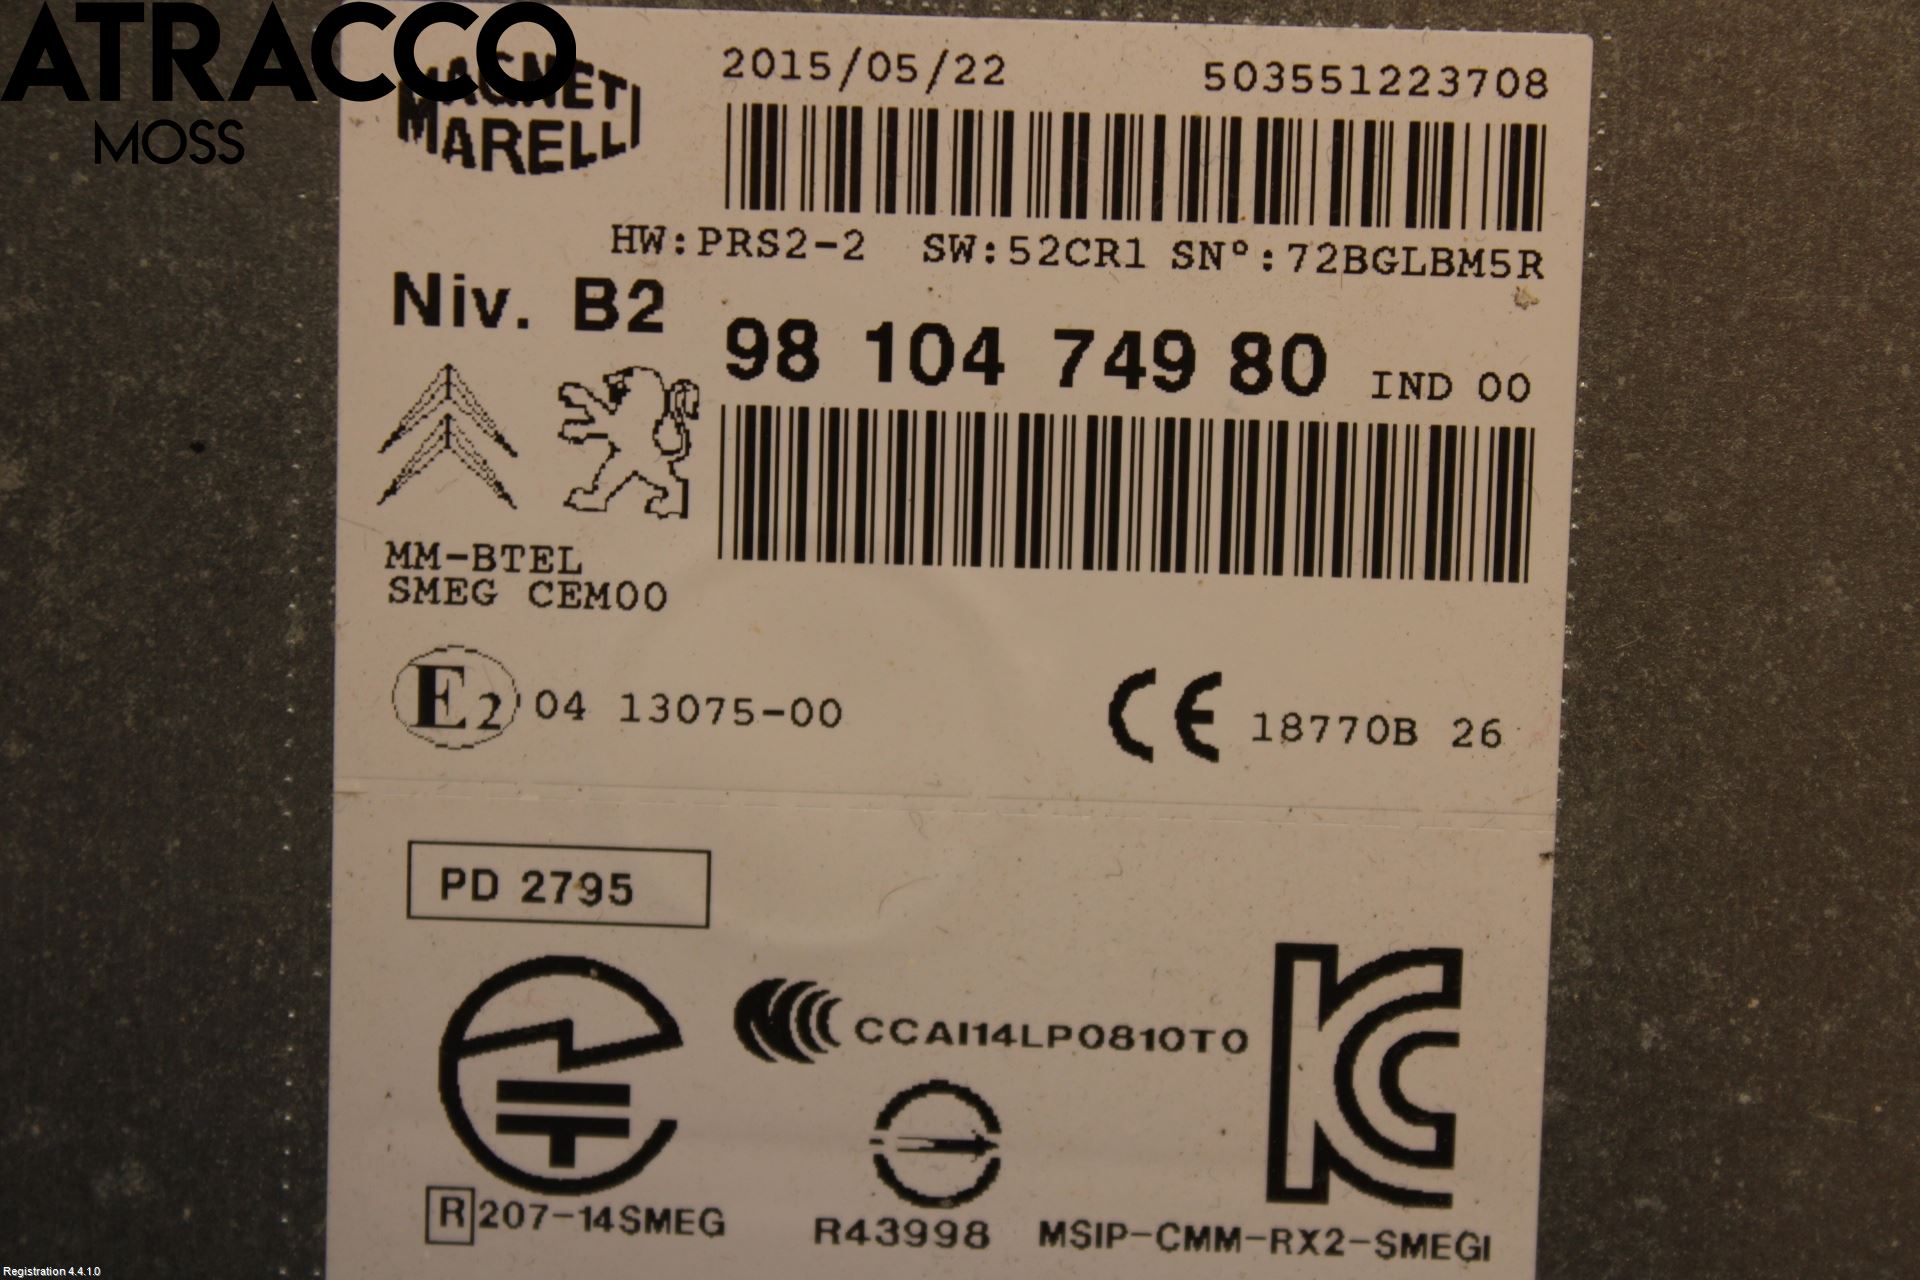 ATRACCO
MOSS
MAGNETI
MARELLI
2015/05/22
503551223708
HW:PRS2-2 SW:52CR1 SN°:72BGLBM5R
Niv. B2
98 104 749 80 IND 00
MM-BTEL
SMEG CEM00
E2 04 13075-00
CE 18770B 26
PD 2795
CCAI14LP0810T0
R 207-14SMEG
R43998
MSIP-CMM-RX2-SMEGI
Registration 4.4.1.0